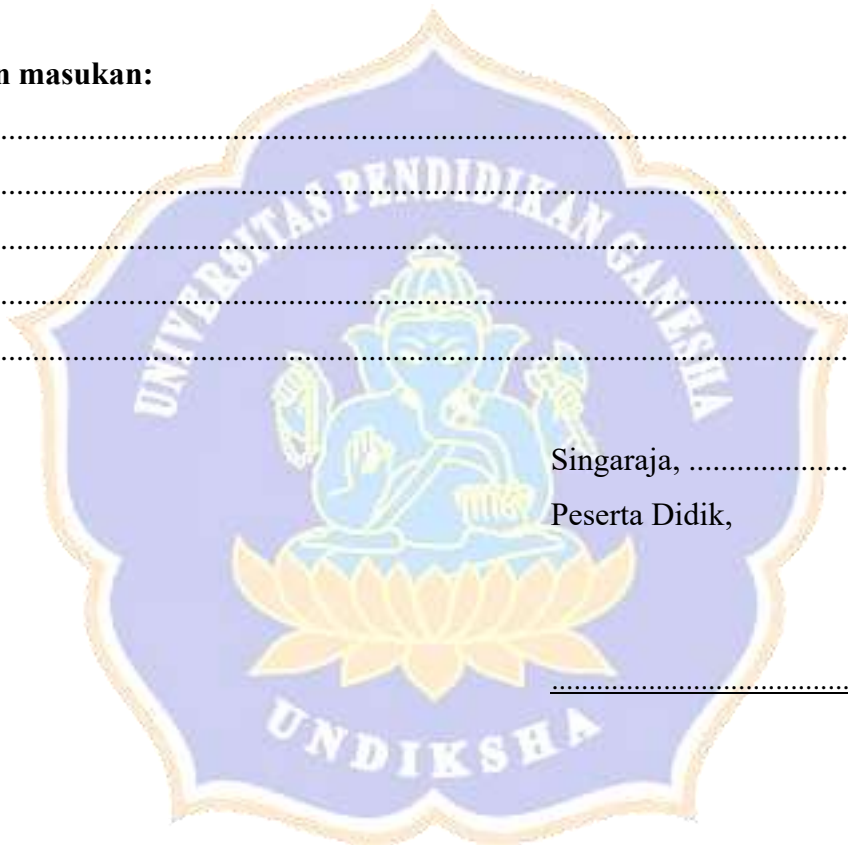 n masukan:
....................................................................................................................
....................................................................................................................
....................................................................................................................
....................................................................................................................
....................................................................................................................
UNIVERSITAS PENDIDIKAN GANESHA
Singaraja, .....................
Peserta Didik,
........................................
UNDIKSHA